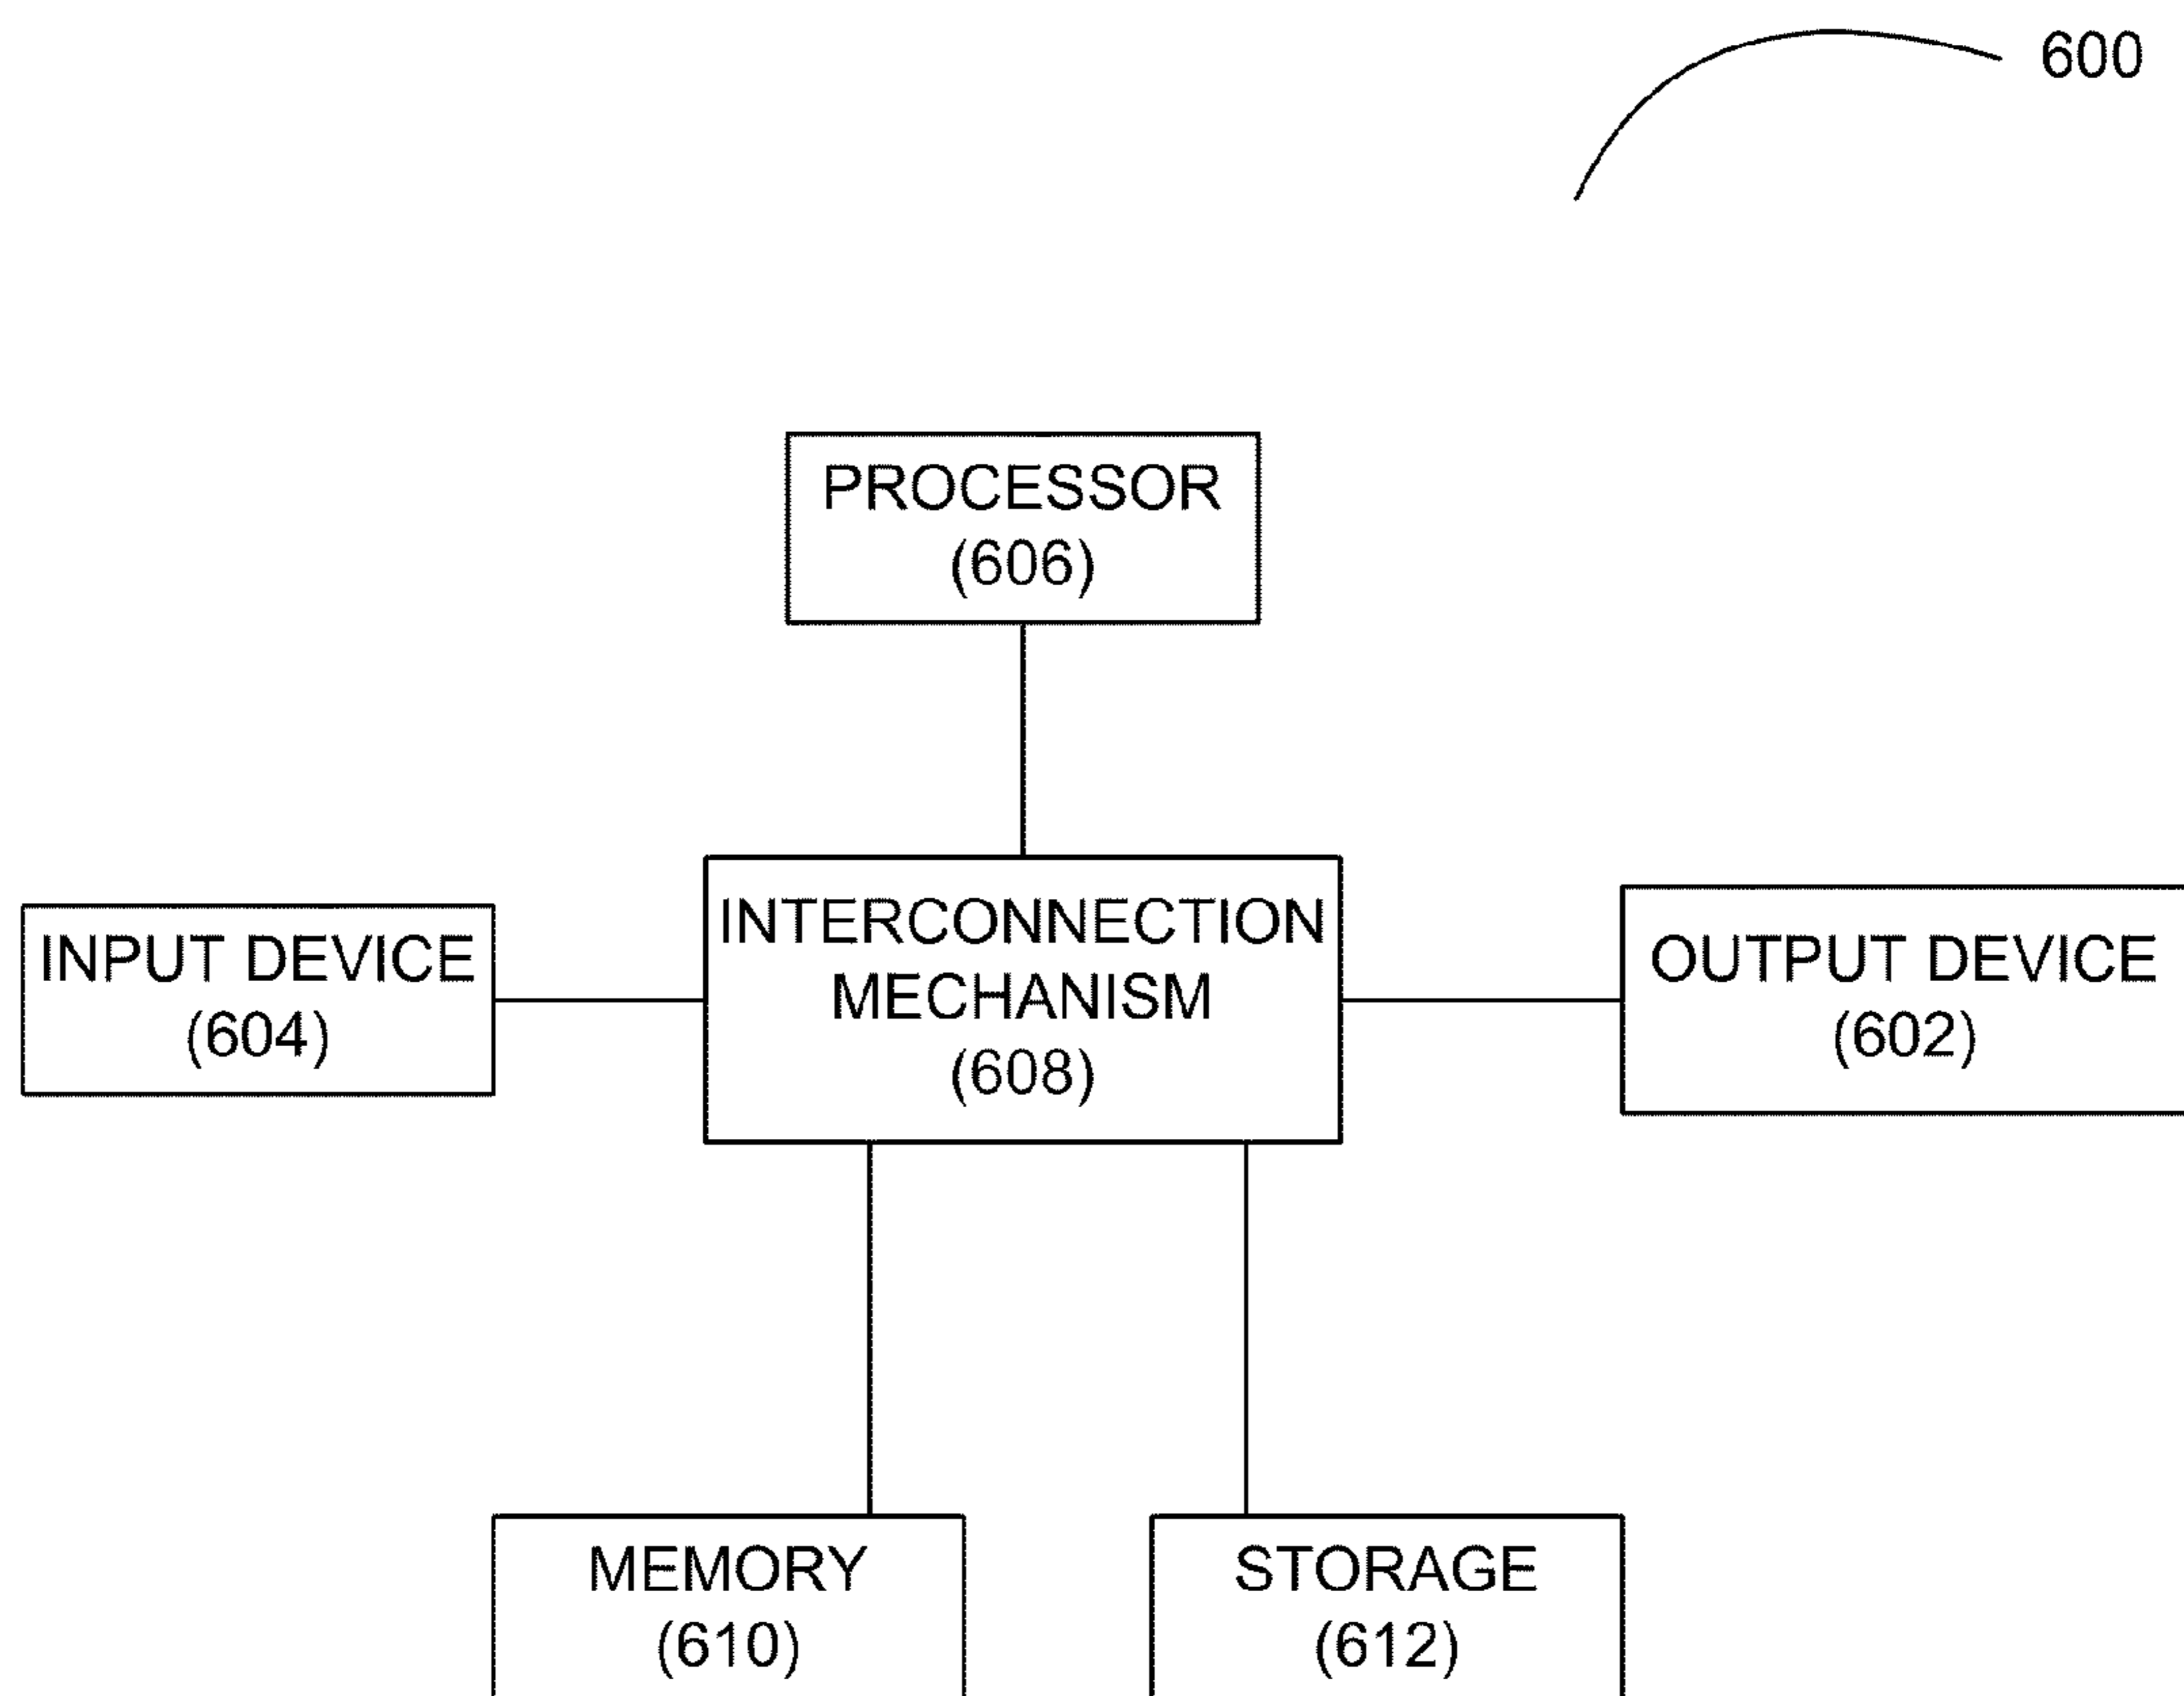 600
PROCESSOR
(606)
INPUT DEVICE
(604)
INTERCONNECTION
MECHANISM
(608)
OUTPUT DEVICE
(602)
MEMORY
(610)
STORAGE
(612)